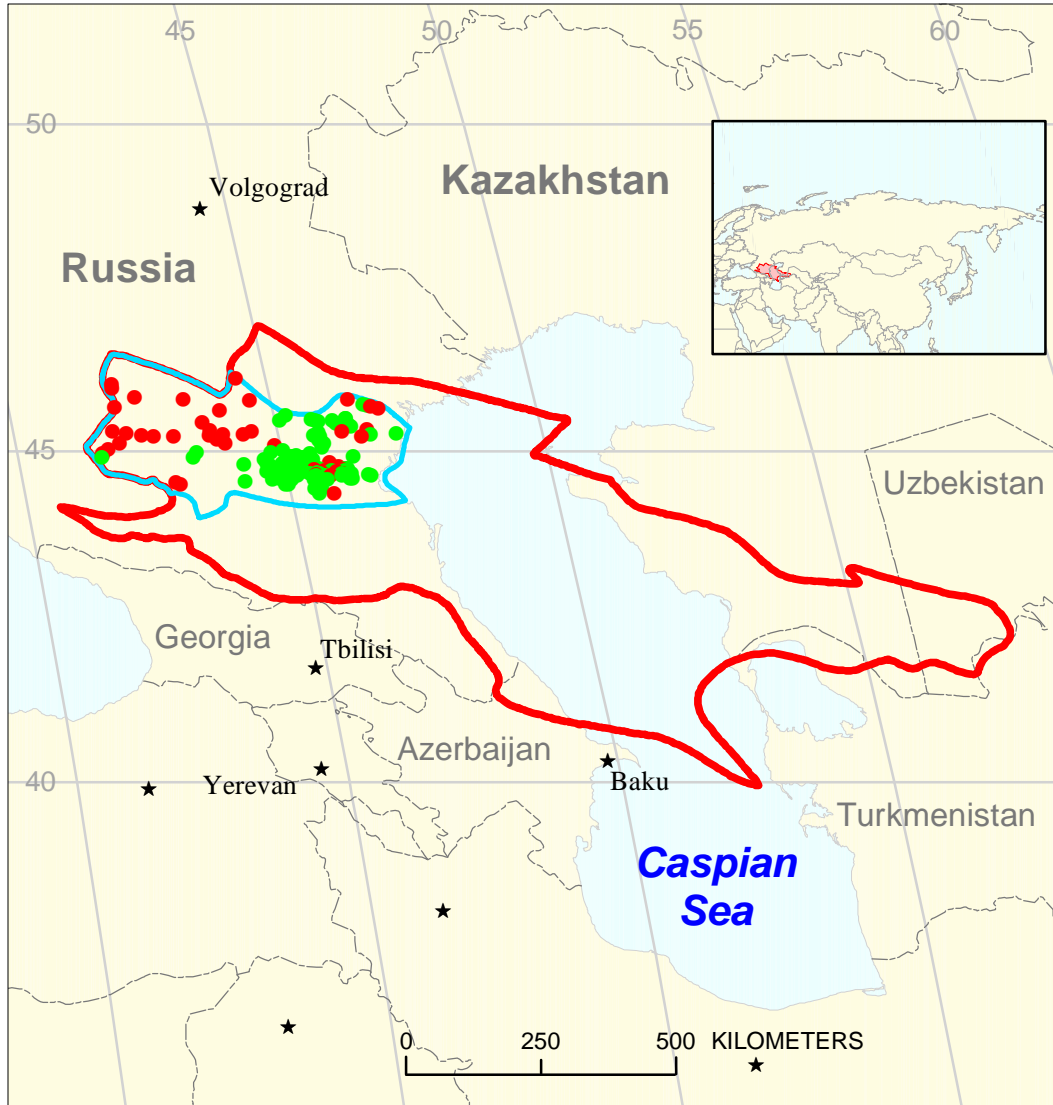 45
50
55
60
50
Volgograd
Kazakhstan
Russia
45
Uzbekistan
Georgia
Tbilisi
Azerbaijan
Yerevan
40
Baku
Turkmenistan
Caspian
Sea
0 250 500 KILOMETERS